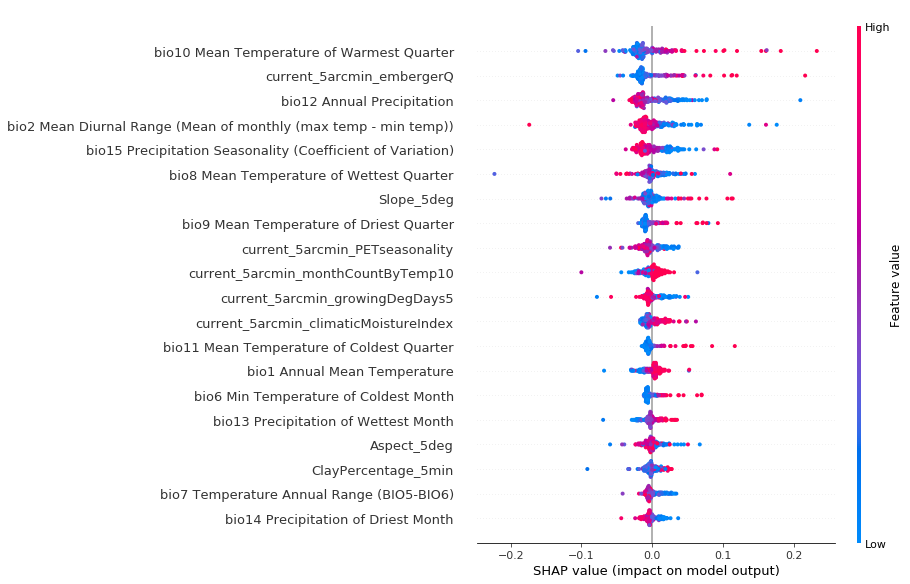 High
bio10 Mean Temperature of Warmest Quarter
current_5arcmin_embergerQ
bio12 Annual Precipitation
bio2 Mean Diurnal Range (Mean of monthly (max temp - min temp))
bio15 Precipitation Seasonality (Coefficient of Variation)
bio8 Mean Temperature of Wettest Quarter
Slope_5deg
bio9 Mean Temperature of Driest Quarter
current_5arcmin_PETseasonality
current_5arcmin_monthCountByTemp10
current_5arcmin_growingDegDays5
current_5arcmin_climaticMoistureIndex
bio11 Mean Temperature of Coldest Quarter
bio1 Annual Mean Temperature
bio6 Min Temperature of Coldest Month
bio13 Precipitation of Wettest Month
Aspect_5deg
ClayPercentage_5min
bio7 Temperature Annual Range (BIO5-BIO6)
bio14 Precipitation of Driest Month
Feature value
Low
−0.2 −0.1 0.0 0.1 0.2
SHAP value (impact on model output)